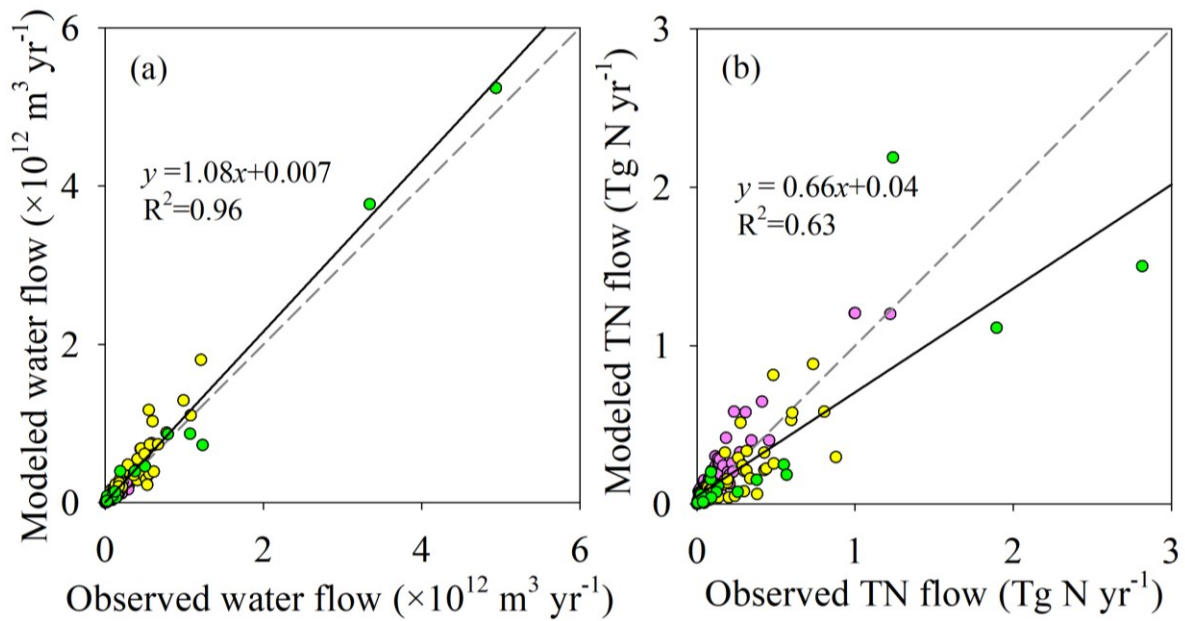 (a)
y =1.08x+0.007
R²=0.96
Modeled water flow (×10¹² m³ yr⁻¹)
6
4
2
0
0 2 4 6
Observed water flow (×10¹² m³ yr⁻¹)
(b)
y = 0.66x+0.04
R²=0.63
Modeled TN flow (Tg N yr⁻¹)
3
2
1
0
0 1 2 3
Observed TN flow (Tg N yr⁻¹)